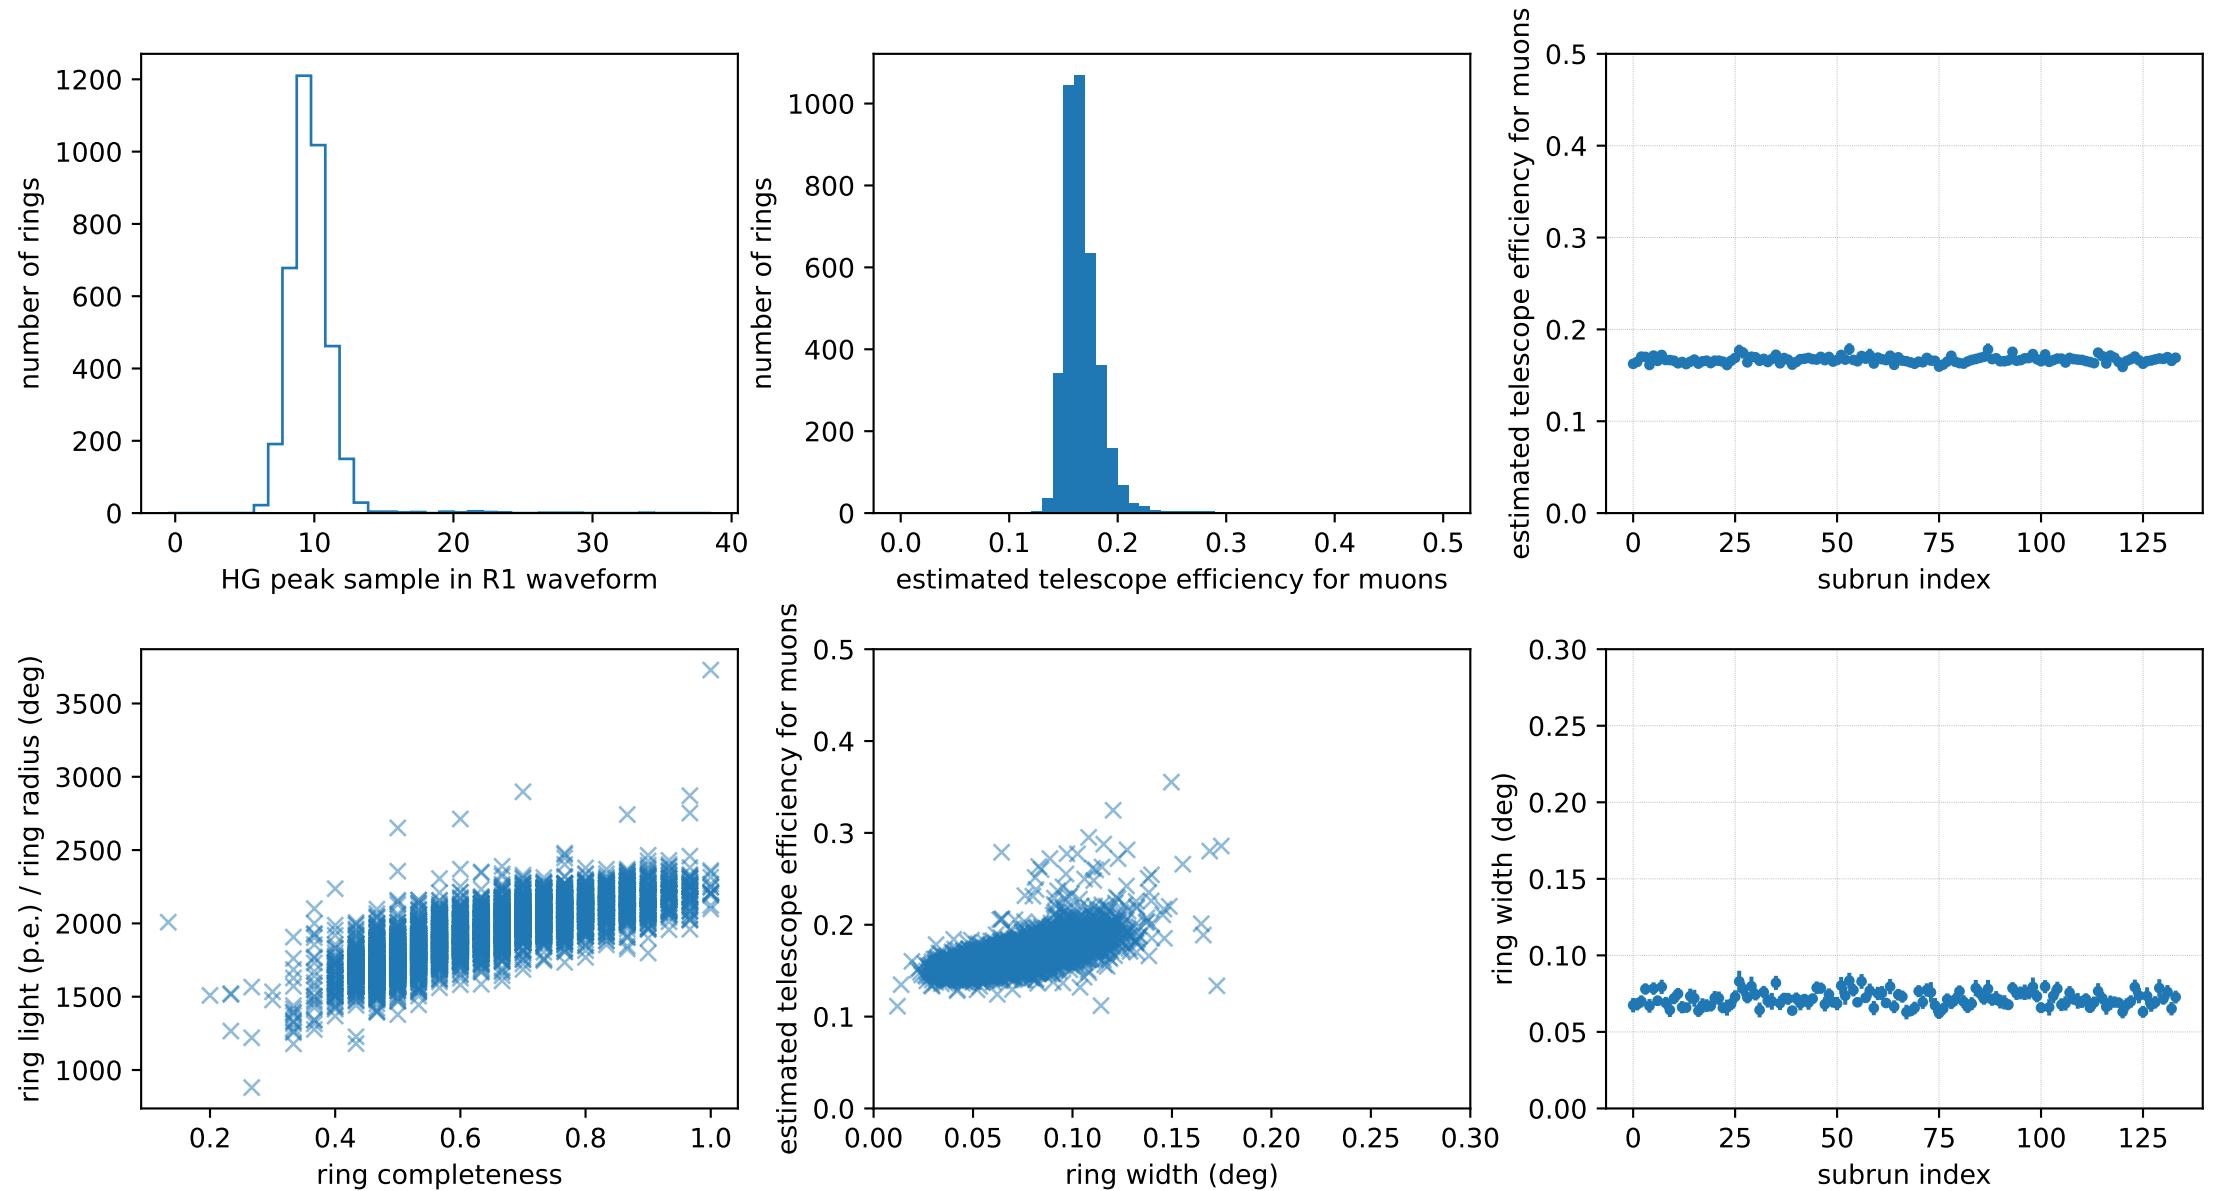 1200
1000
800
600
400
200
0
number of rings
0 10 20 30 40
HG peak sample in R1 waveform
1000
800
600
400
200
0
number of rings
0.0 0.1 0.2 0.3 0.4 0.5
estimated telescope efficiency for muons
0.5
0.4
0.3
0.2
0.1
0.0
estimated telescope efficiency for muons
0 25 50 75 100 125
subrun index
3500
3000
2500
2000
1500
1000
ring light (p.e.) / ring radius (deg)
0.2 0.4 0.6 0.8 1.0
ring completeness
0.5
0.4
0.3
0.2
0.1
0.0
estimated telescope efficiency for muons
0.00 0.05 0.10 0.15 0.20 0.25 0.30
ring width (deg)
0.30
0.25
0.20
0.15
0.10
0.05
0.00
ring width (deg)
0 25 50 75 100 125
subrun index